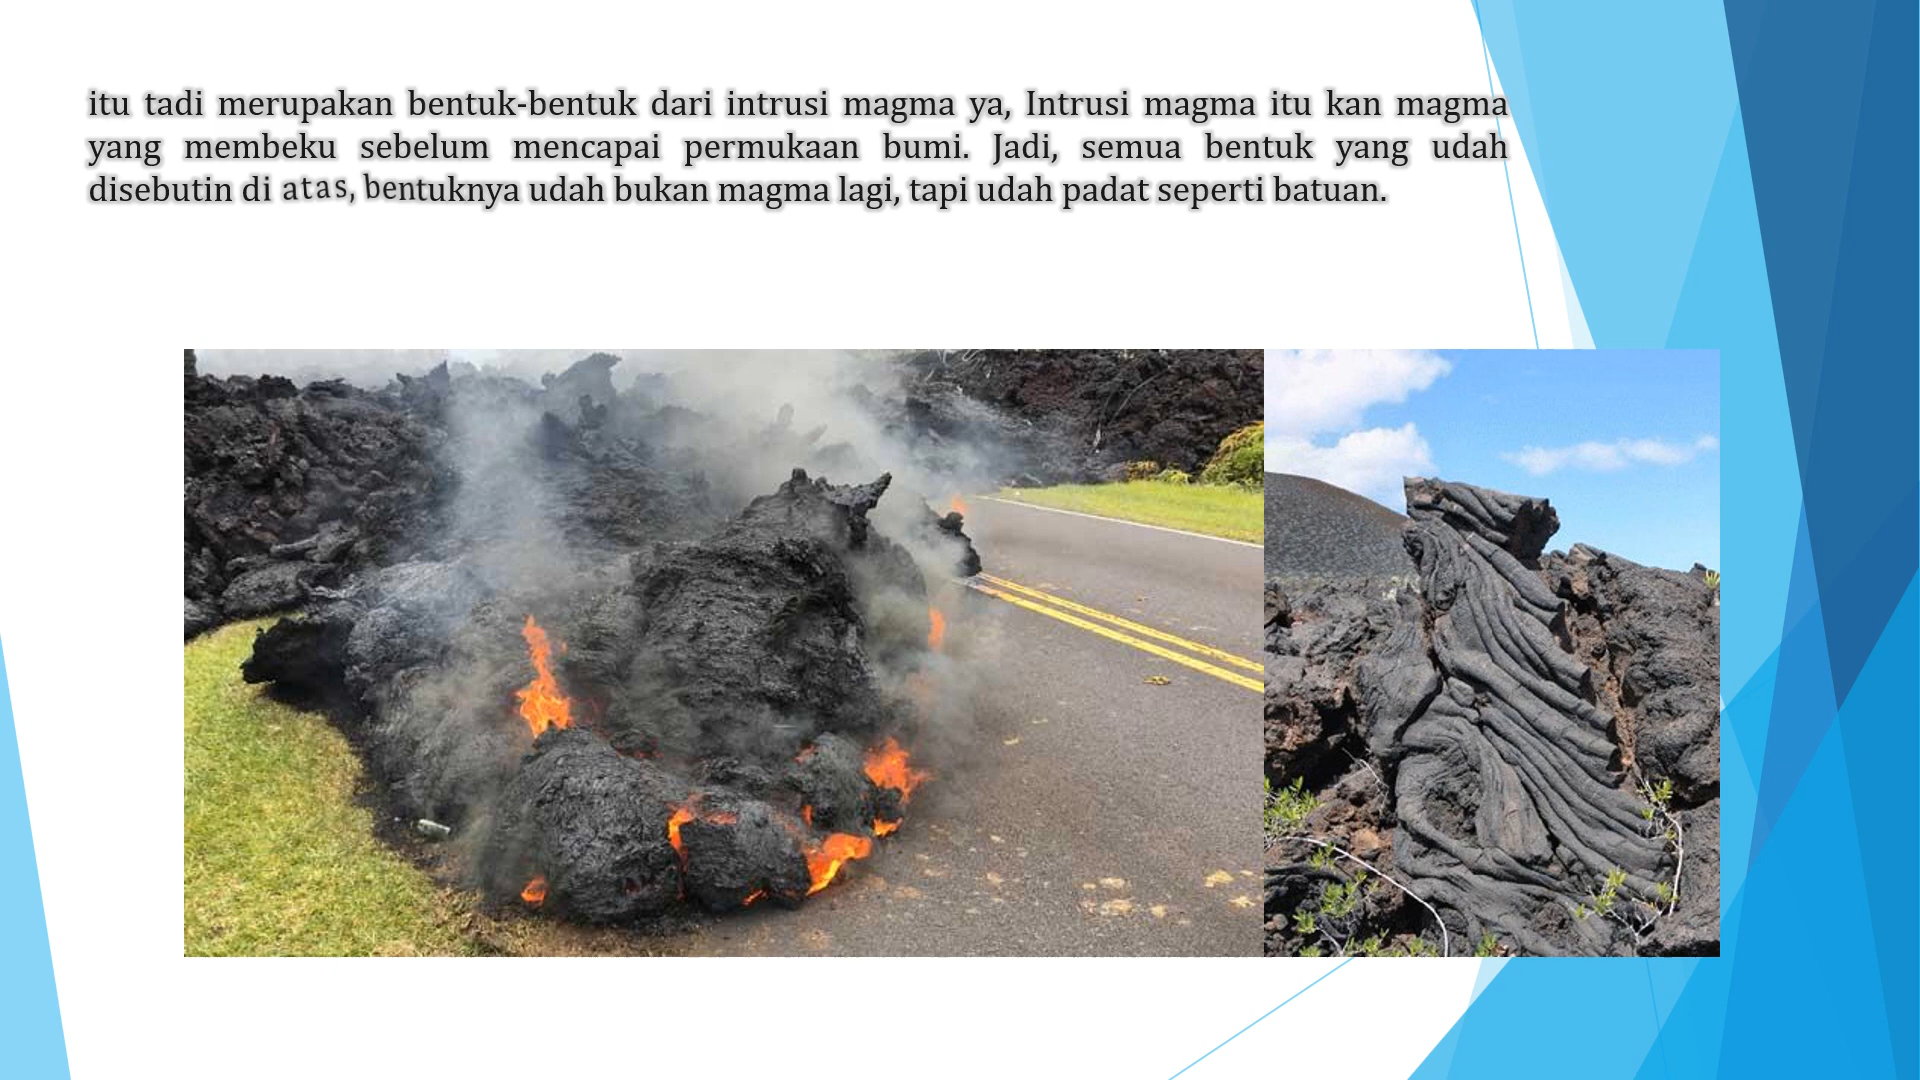 itu tadi merupakan bentuk-bentuk dari intrusi magma ya, Intrusi magma itu kan magma
yang membeku sebelum mencapai permukaan bumi. Jadi, semua bentuk yang udah
disebutin di atas, bentuknya udah bukan magma lagi, tapi udah padat seperti batuan.